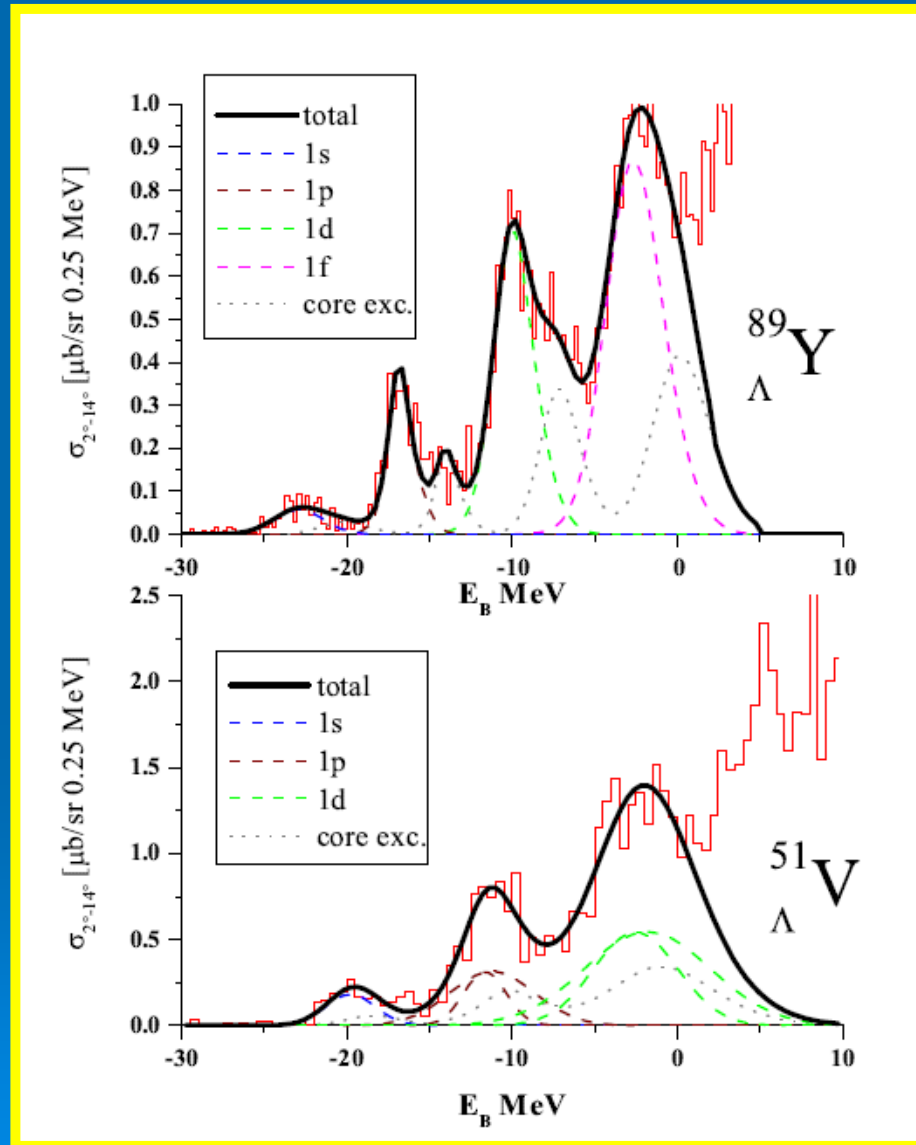 total
1s
1p
1d
1f
core exc.
1.0
0.9
0.8
0.7
0.6
0.5
0.4
0.3
0.2
0.1
0.0
σ2°-14° [μb/sr 0.25 MeV]
89Y
Λ
-30
-20
-10
0
10
EB MeV
2.5
2.0
1.5
1.0
0.5
0.0
σ2°-14° [μb/sr 0.25 MeV]
total
1s
1p
1d
core exc.
51V
Λ
-30
-20
-10
0
10
EB MeV